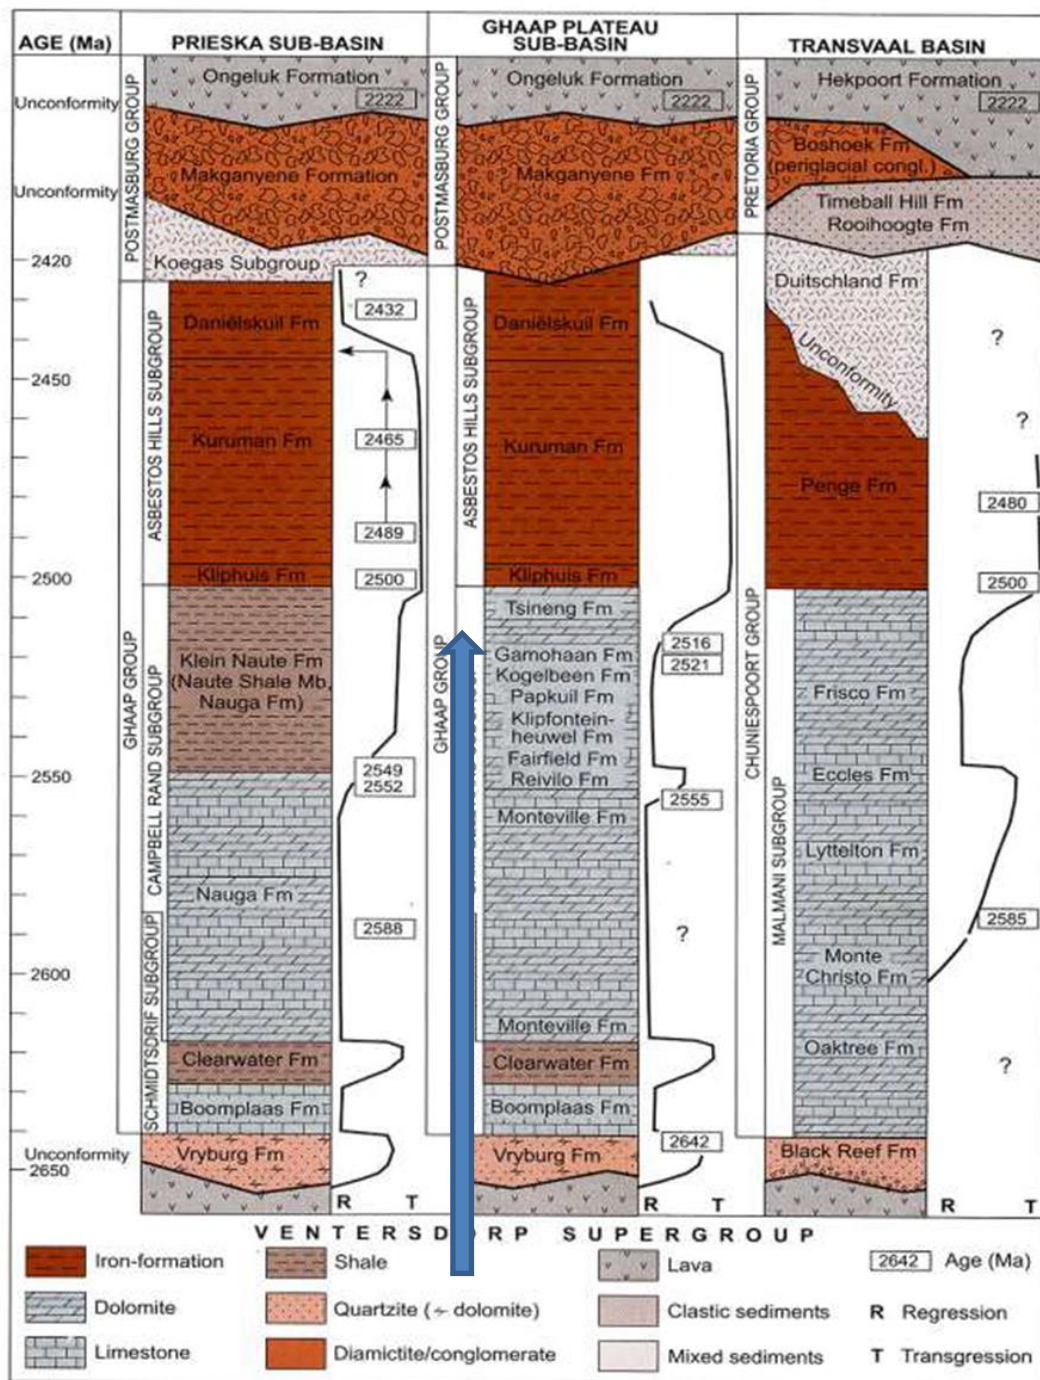 AGE (Ma)
PRIESKA SUB-BASIN
GHAAP PLATEAU
SUB-BASIN
TRANSVAAL BASIN
Unconformity
Unconformity
2420
2450
2500
2550
2600
Unconformity
2650
POSTMASBURG GROUP
GHAAP GROUP
ASBESTOS HILLS SUBGROUP
CAMPBELL RAND SUBGROUP
SCHMIDTSDRIF SUBGROUP
Ongeluk Formation
2222
Makganyene Formation
Koegas Subgroup
?
Daniëlskuil Fm
2432
Kuruman Fm
2465
2489
Kliphuis Fm
2500
Klein Naute Fm
(Naute Shale Mb,
Nauga Fm)
2549
2552
Nauga Fm
2588
Clearwater Fm
Boomplaas Fm
Vryburg Fm
R T
POSTMASBURG GROUP
GHAAP GROUP
ASBESTOS HILLS SUBGROUP
Ongeluk Formation
2222
Makganyene Fm
Daniélskuil Fm
Kuruman Fm
Kliphuis Fm
Tsineng Fm
2516
Gamohaan Fm
2521
Kogelbeen Fm
Papkuil Fm
Klipfontein-
heuwel Fm
Fairfield Fm
Reivilo Fm
2555
Monteville Fm
?
Monteville Fm
Clearwater Fm
Boomplaas Fm
2642
Vryburg Fm
R T
PRETORIA GROUP
CHUNIESPOORT GROUP
MALMANI SUBGROUP
Hekpoort Formation
2222
Boshoek Fm
(periglacial congl.)
Timeball Hill Fm
Rooihoogte Fm
Duitschland Fm
?
Unconformity
?
Penge Fm
2480
2500
Frisco Fm
Eccles Fm
Lyttelton Fm
2585
Monte
Christo Fm
Oaktree Fm
?
Black Reef Fm
R T
VENTERSD RP SUPERGROUP
Iron-formation
Shale
Lava
2642 Age (Ma)
Dolomite
Quartzite (÷ dolomite)
Clastic sediments
R Regression
Limestone
Diamictite/conglomerate
Mixed sediments
T Transgression